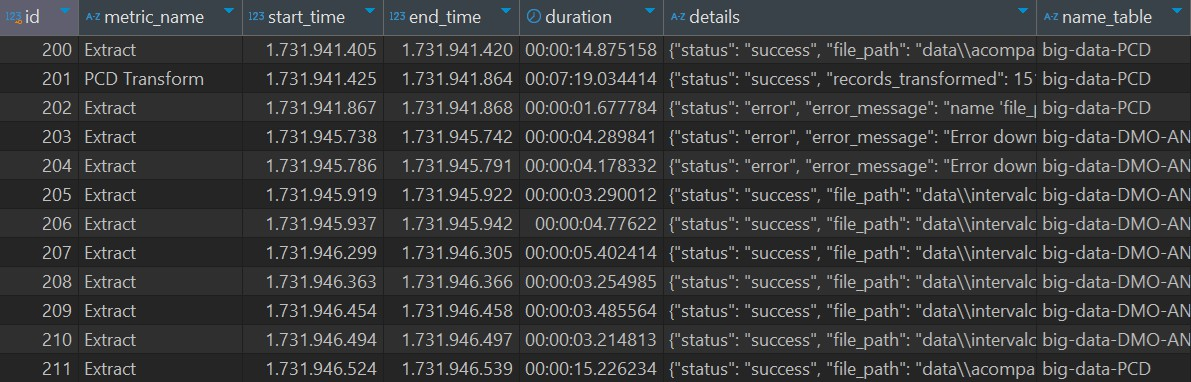 123 id A-Z metric_name 123 start_time 123 end_time duration A-Z details A-Z name_table
200 Extract 1.731.941.405 1.731.941.420 00:00:14.875158 {"status": "success", "file_path": "data\\acompa big-data-PCD
201 PCD Transform 1.731.941.425 1.731.941.864 00:07:19.034414 {"status": "success", "records_transformed": 15 big-data-PCD
202 Extract 1.731.941.867 1.731.941.868 00:00:01.677784 {"status": "error", "error_message": "name 'file_ big-data-PCD
203 Extract 1.731.945.738 1.731.945.742 00:00:04.289841 {"status": "error", "error_message": "Error down big-data-DMO-AN
204 Extract 1.731.945.786 1.731.945.791 00:00:04.178332 {"status": "error", "error_message": "Error down big-data-DMO-AN
205 Extract 1.731.945.919 1.731.945.922 00:00:03.290012 {"status": "success", "file_path": "data\\intervalc big-data-DMO-AN
206 Extract 1.731.945.937 1.731.945.942 00:00:04.77622 {"status": "success", "file_path": "data\\intervalc big-data-DMO-AN
207 Extract 1.731.946.299 1.731.946.305 00:00:05.402414 {"status": "success", "file_path": "data\\intervalc big-data-DMO-AN
208 Extract 1.731.946.363 1.731.946.366 00:00:03.254985 {"status": "success", "file_path": "data\\intervalc big-data-DMO-AN
209 Extract 1.731.946.454 1.731.946.458 00:00:03.485564 {"status": "success", "file_path": "data\\intervalc big-data-DMO-AN
210 Extract 1.731.946.494 1.731.946.497 00:00:03.214813 {"status": "success", "file_path": "data\\intervalc big-data-DMO-AN
211 Extract 1.731.946.524 1.731.946.539 00:00:15.226234 {"status": "success", "file_path": "data\\acompa big-data-PCD